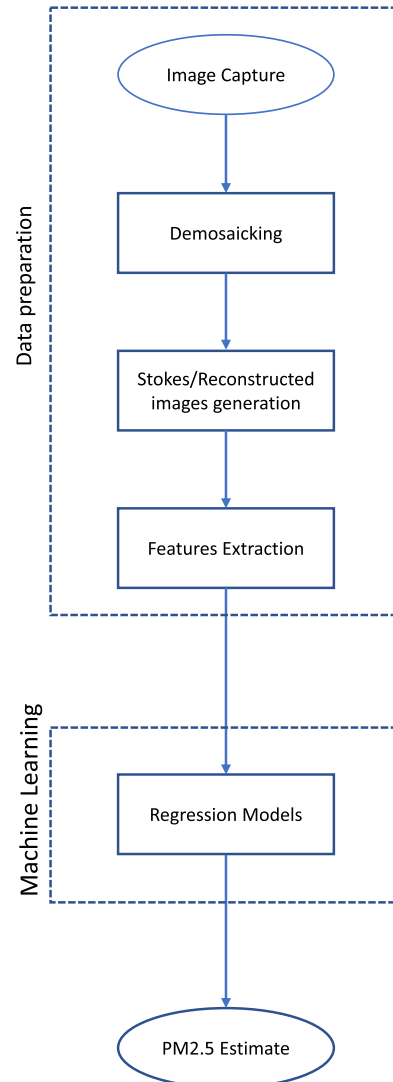 Image Capture
Demosaicking
Data preparation
Stokes/Reconstructed
images generation
Features Extraction
Machine Learning
Regression Models
PM2.5 Estimate